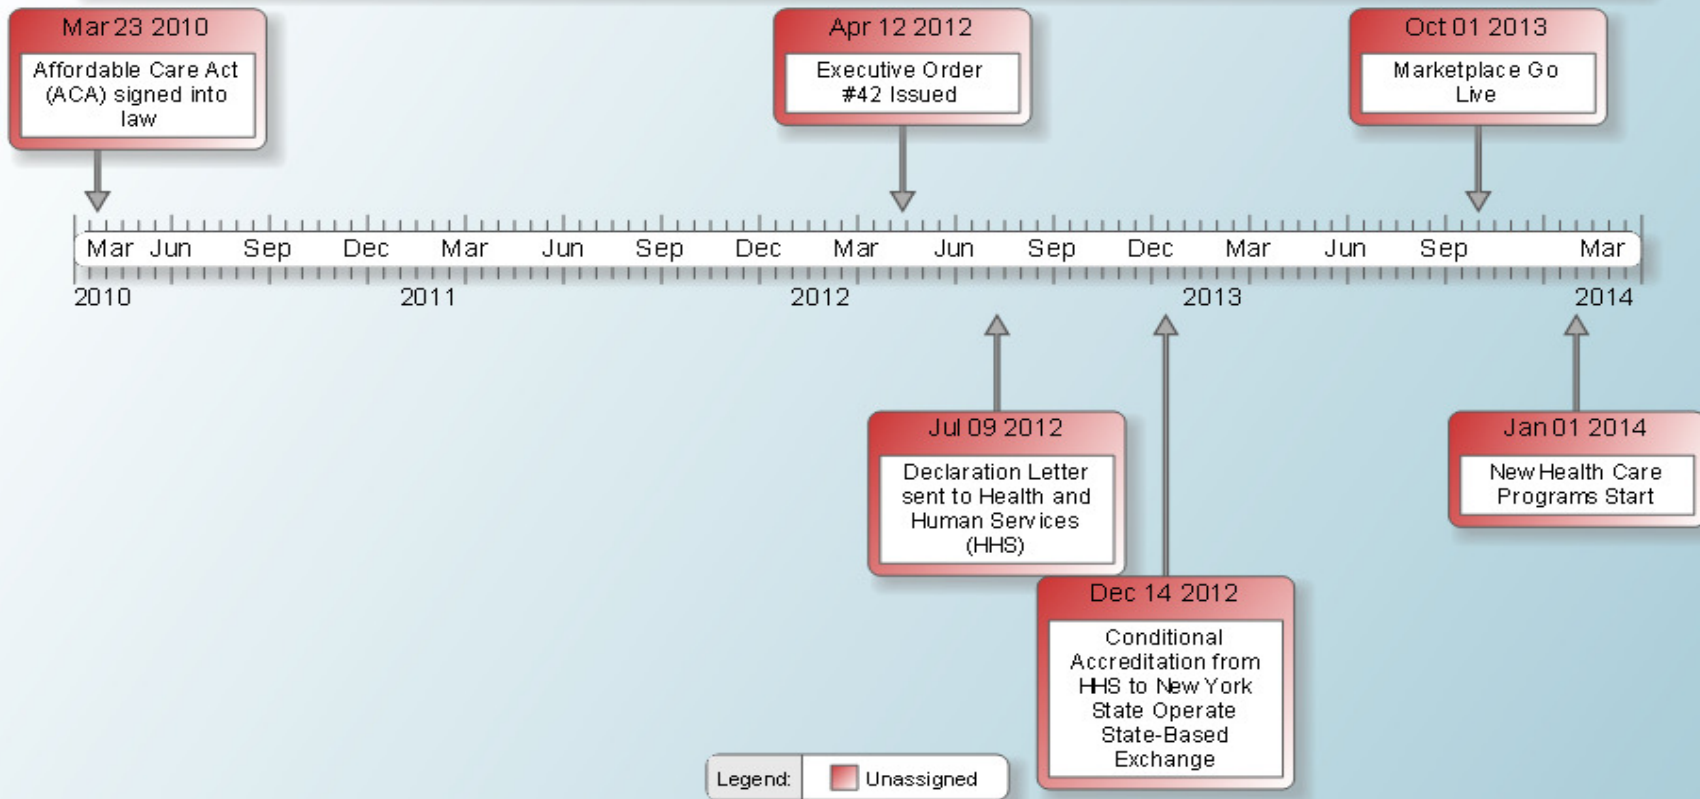 Mar 23 2010
Affordable Care Act
(ACA) signed into
law
Apr 12 2012
Executive Order
#42 Issued
Oct 01 2013
Marketplace Go
Live
Mar Jun Sep Dec Mar Jun Sep Dec Mar Jun Sep Dec Mar Jun Sep Mar
2010 2011 2012 2013 2014
Jul 09 2012
Declaration Letter
sent to Health and
Human Services
(HHS)
Jan 01 2014
New Health Care
Programs Start
Dec 14 2012
Conditional
Accreditation from
HHS to New York
State Operate
State-Based
Exchange
Legend: Unassigned